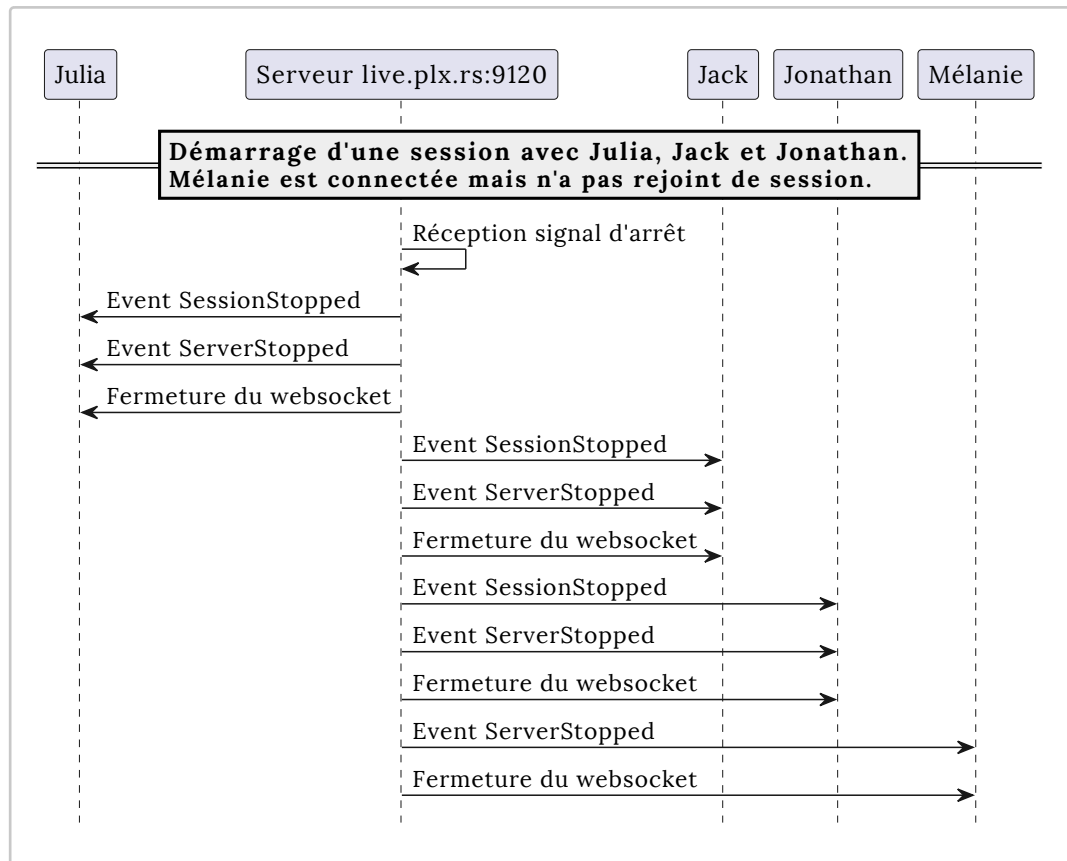 Julia
Serveur live.plx.rs:9120
Jack
Jonathan
Mélanie
Démarrage d'une session avec Julia, Jack et Jonathan.
Mélanie est connectée mais n'a pas rejoint de session.
Réception signal d'arrêt
Event SessionStopped
Event ServerStopped
Fermeture du websocket
Event SessionStopped
Event ServerStopped
Fermeture du websocket
Event SessionStopped
Event ServerStopped
Fermeture du websocket
Event ServerStopped
Fermeture du websocket